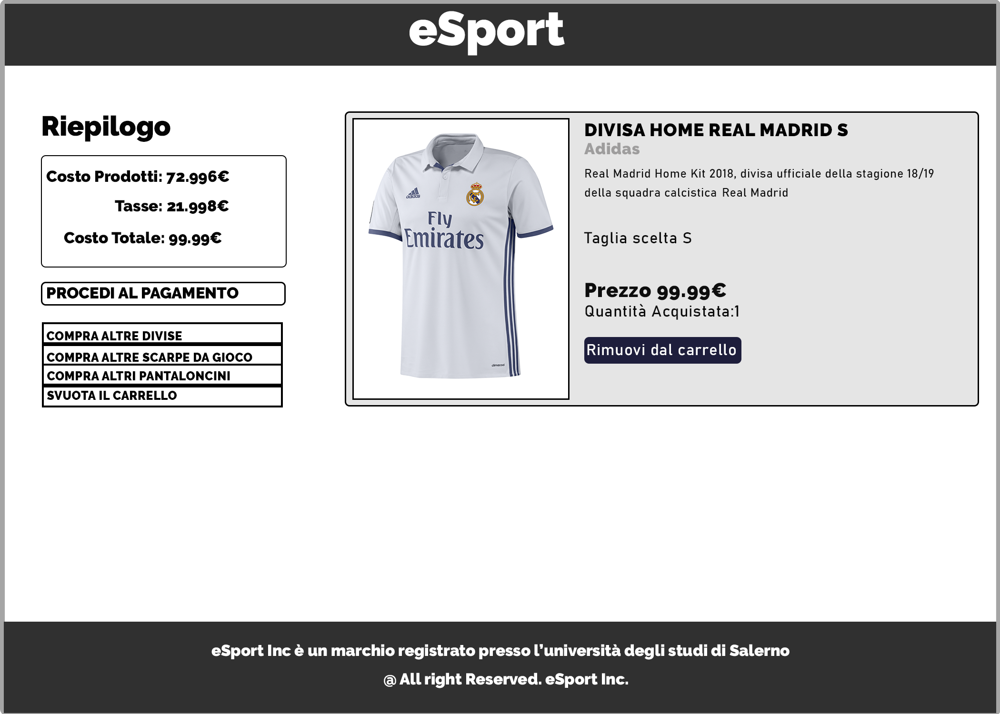 eSport
Riepilogo
Costo Prodotti: 72.996€
Tasse: 21.998€
Costo Totale: 99.99€
PROCEDI AL PAGAMENTO
COMPRA ALTRE DIVISE
COMPRA ALTRE SCARPE DA GIOCO
COMPRA ALTRI PANTALONCINI
SVUOTA IL CARRELLO
adidas
Fly
Emirates
climacool
DIVISA HOME REAL MADRID S
Adidas
Real Madrid Home Kit 2018, divisa ufficiale della stagione 18/19
della squadra calcistica Real Madrid
Taglia scelta S
Prezzo 99.99€
Quantità Acquistata:1
Rimuovi dal carrello
eSport Inc è un marchio registrato presso l’università degli studi di Salerno
@ All right Reserved. eSport Inc.